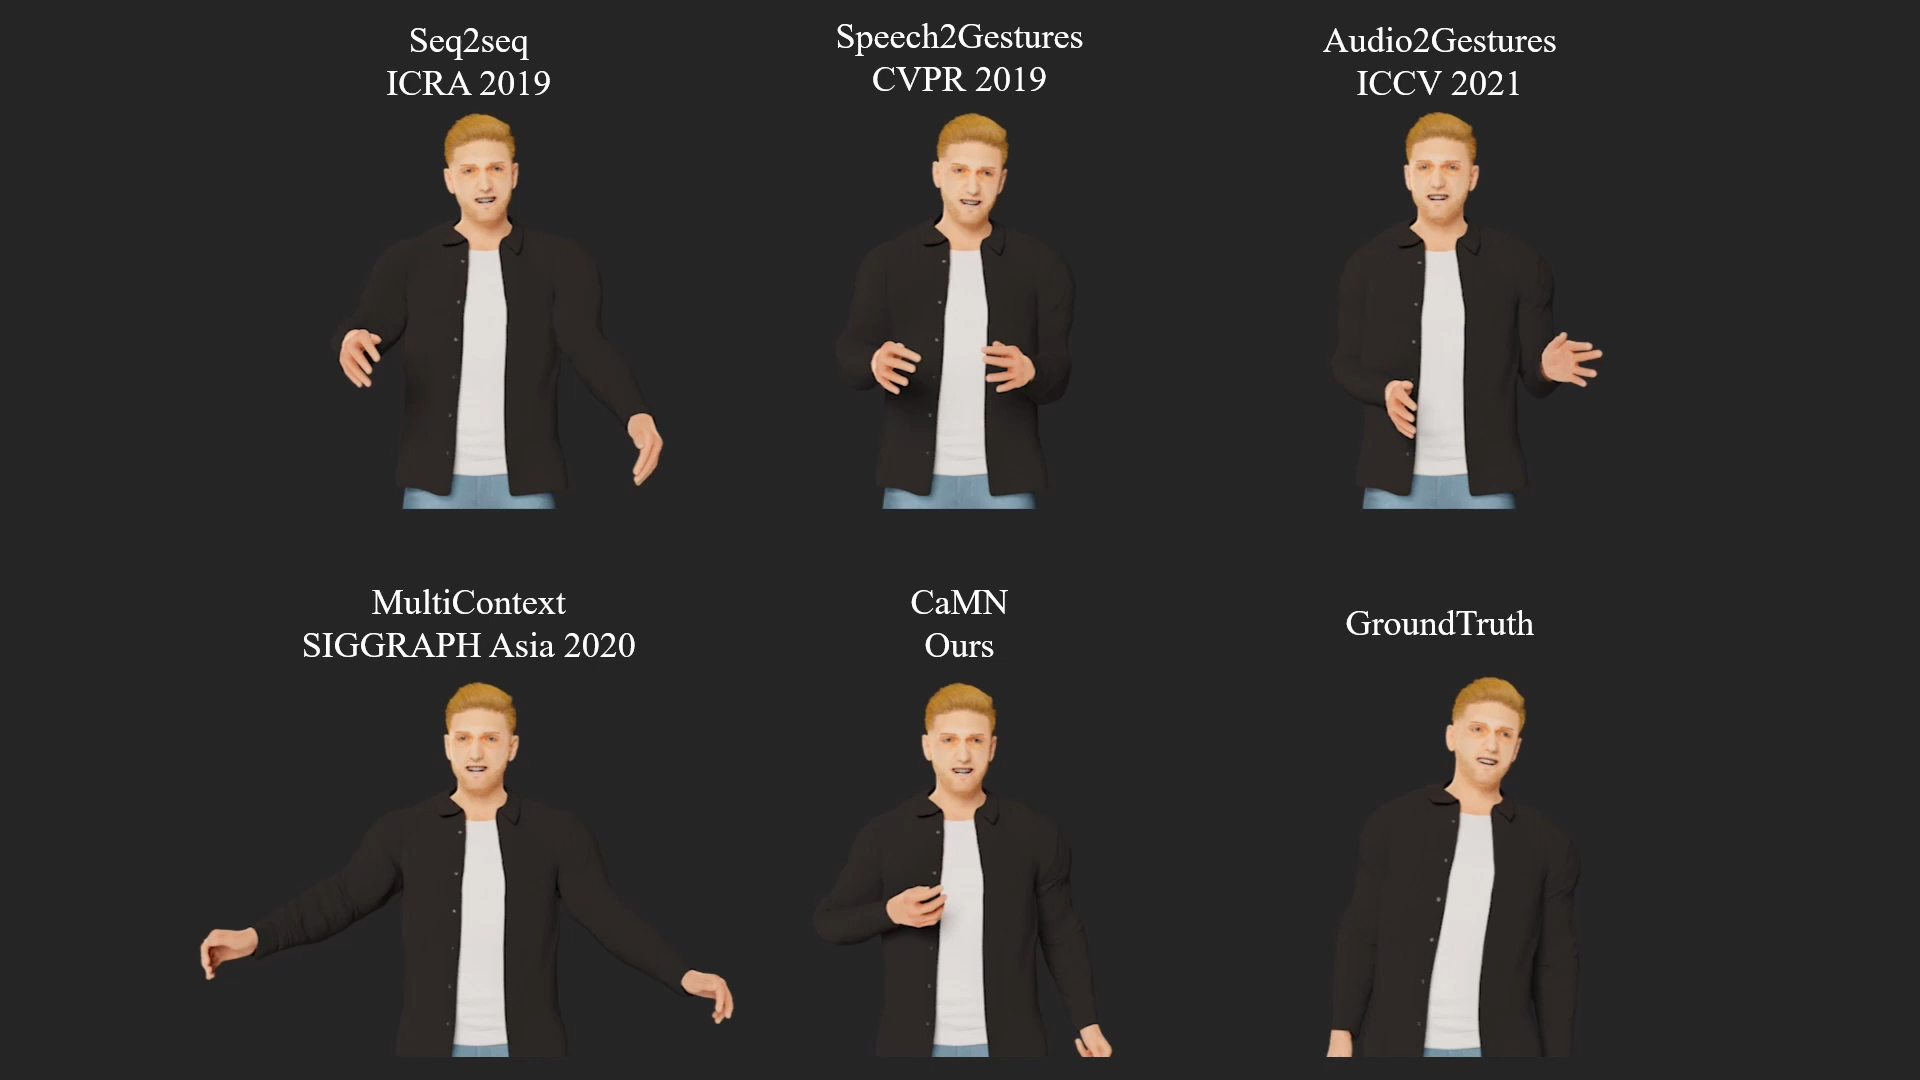 Seq2seq
ICRA 2019
Speech2Gestures
CVPR 2019
Audio2Gestures
ICCV 2021
MultiContext
SIGGRAPH Asia 2020
CaMN
Ours
GroundTruth